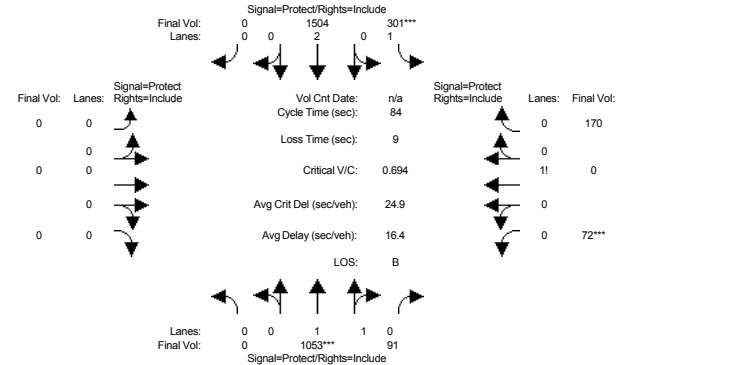 Signal=Protect/Rights=Include
Final Vol: 0 1504 301***
Lanes: 0 0 2 0 1
Signal=Protect
Final Vol: Lanes: Rights=Include Vol Cnt Date: n/a Signal=Protect
Rights=Include Lanes: Final Vol:
Cycle Time (sec): 84
0 0 0 170
Loss Time (sec): 9
0 0
0 0 Critical V/C: 0.694 1! 0
0 Avg Crit Del (sec/veh): 24.9 0
0 0 Avg Delay (sec/veh): 16.4 0 72***
LOS: B
Lanes: 0 0 1 1 0
Final Vol: 0 1053*** 91
Signal=Protect/Rights=Include